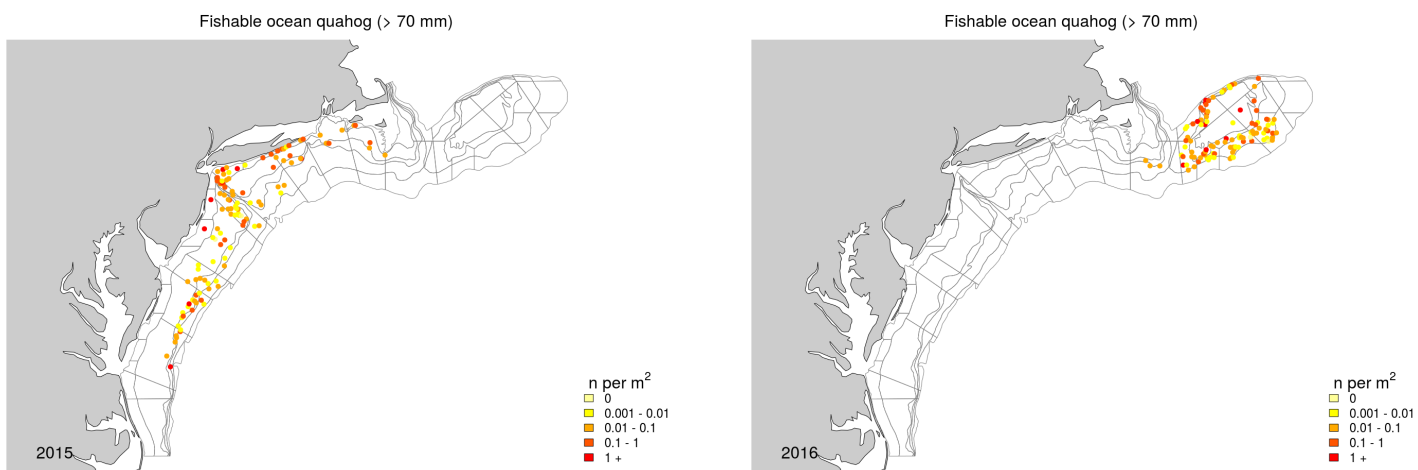 Fishable ocean quahog (> 70 mm)
n per m²
0
0.001 - 0.01
0.01 - 0.1
0.1 - 1
1 +
2015
Fishable ocean quahog (> 70 mm)
n per m²
0
0.001 - 0.01
0.01 - 0.1
0.1 - 1
1 +
2016